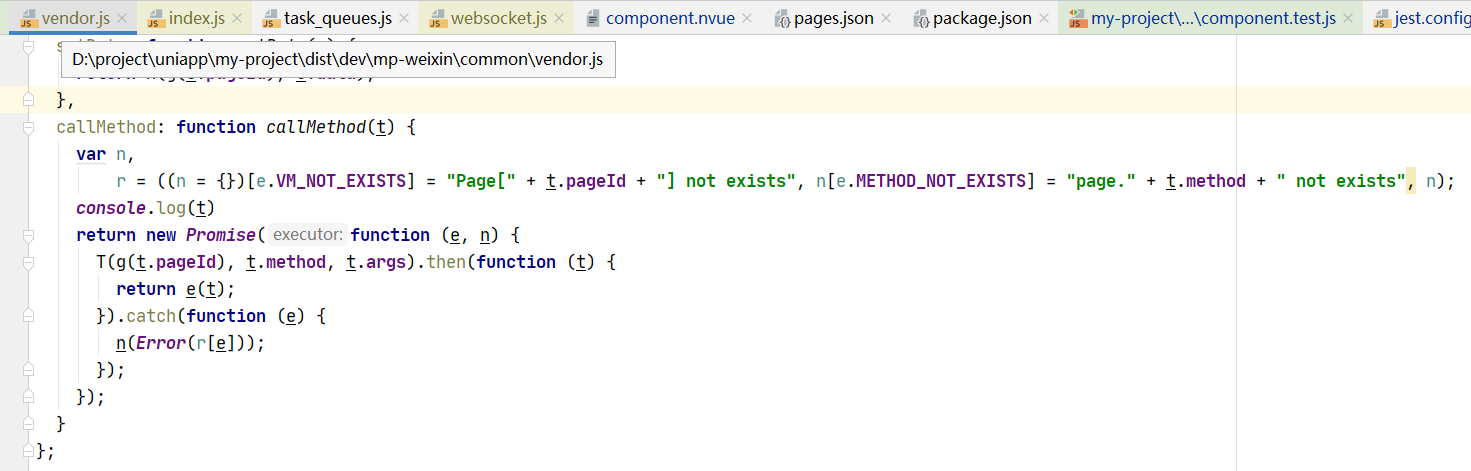 vendor.js index.js task_queues.js websocket.js component.nvue pages.json package.json my-project\...\component.test.js jest.config
D:\project\uniapp\my-project\dist\dev\mp-weixin\common\vendor.js
},
callMethod: function callMethod(t) {
var n,
r = ((n = {})[e.VM_NOT_EXISTS] = "Page[" + t.pageId + "] not exists", n[e.METHOD_NOT_EXISTS] = "page." + t.method + " not exists", n);
console.log(t)
return new Promise( executor: function (e, n) {
T(g(t.pageId), t.method, t.args).then(function (t) {
return e(t);
}).catch(function (e) {
n(Error(r[e]));
});
});
}
};